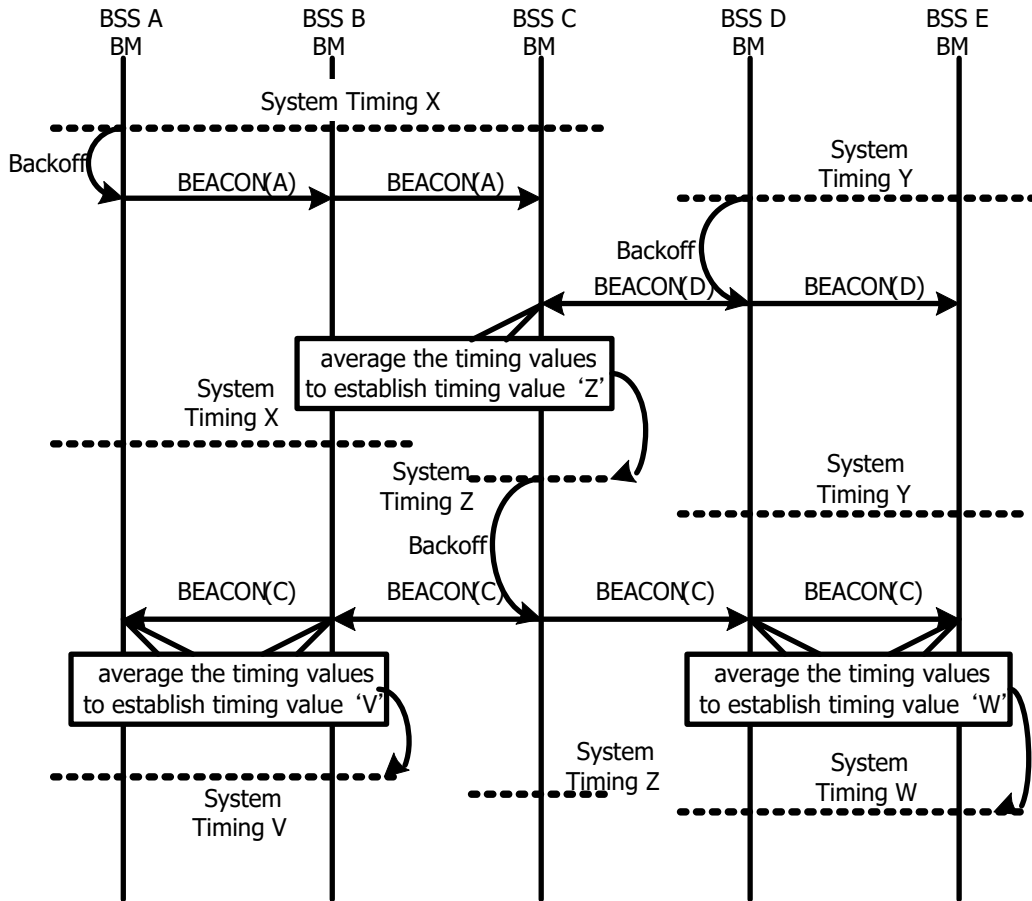 BSS A
BM
BSS B
BM
BSS C
BM
BSS D
BM
BSS E
BM
System Timing X
Backoff
BEACON(A)
BEACON(A)
System
Timing Y
Backoff
BEACON(D)
BEACON(D)
average the timing values
to establish timing value ‘Z’
System
Timing X
System
Timing Z
System
Timing Y
Backoff
BEACON(C)
BEACON(C)
BEACON(C)
BEACON(C)
average the timing values
to establish timing value ‘V’
average the timing values
to establish timing value ‘W’
System
Timing V
System
Timing Z
System
Timing W